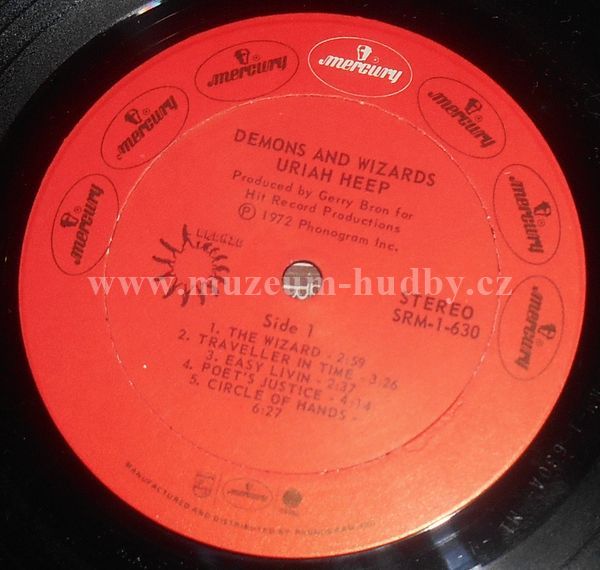 mercury
mercury
mercury
mercury
mercury
mercury
mercury
DEMONS AND WIZARDS
URIAH HEEP
Produced by Gerry Bron for
Hit Record Productions
Ⓟ 1972 Phonogram Inc.
BRONZE
www.muzeum-hudby.cz
STEREO
SRM-1-630
Side 1
1. THE WIZARD - 2:59
2. TRAVELLER IN TIME - 3:26
3. EASY LIVIN - 2:37
4. POET'S JUSTICE - 4:14
5. CIRCLE OF HANDS -
6:27
mercury
MANUFACTURED AND DISTRIBUTED BY PHONOGRAM, INC.